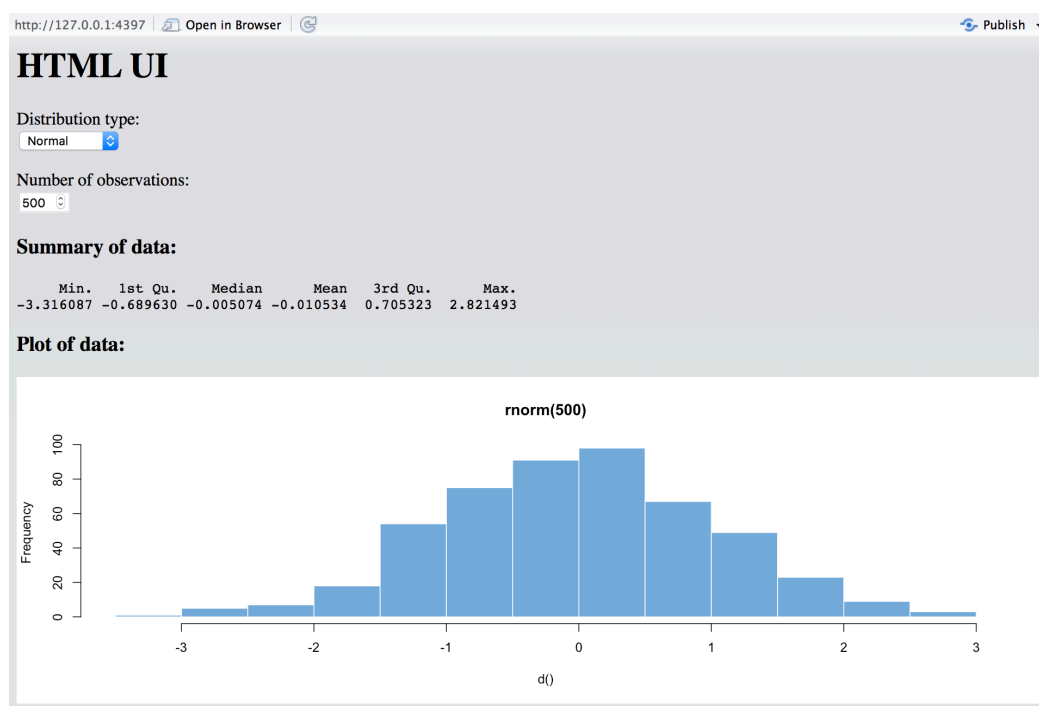 http://127.0.0.1:4397 Open in Browser Publish
HTML UI
Distribution type:
Normal
Number of observations:
500
Summary of data:
Min. 1st Qu. Median Mean 3rd Qu. Max.
-3.316087 -0.689630 -0.005074 -0.010534 0.705323 2.821493
Plot of data:
rnorm(500)
Frequency
100
80
60
40
20
0
-3 -2 -1 0 1 2 3
d()